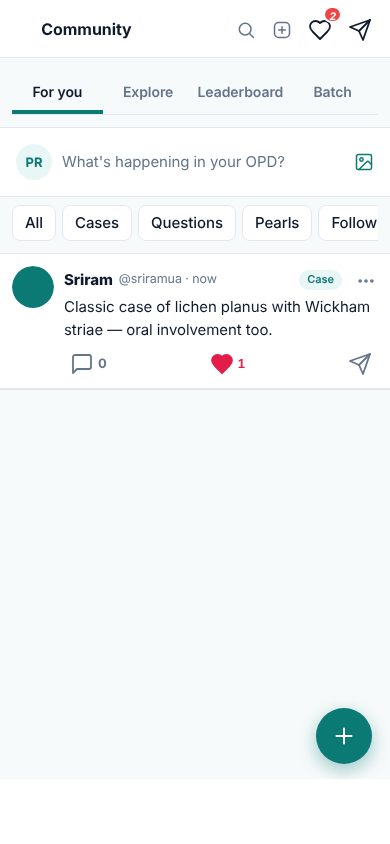 Community
2
For you Explore Leaderboard Batch
PR What's happening in your OPD?
All Cases Questions Pearls Follow
Sriram @sriramua · now Case
Classic case of lichen planus with Wickham
striae — oral involvement too.
0 1